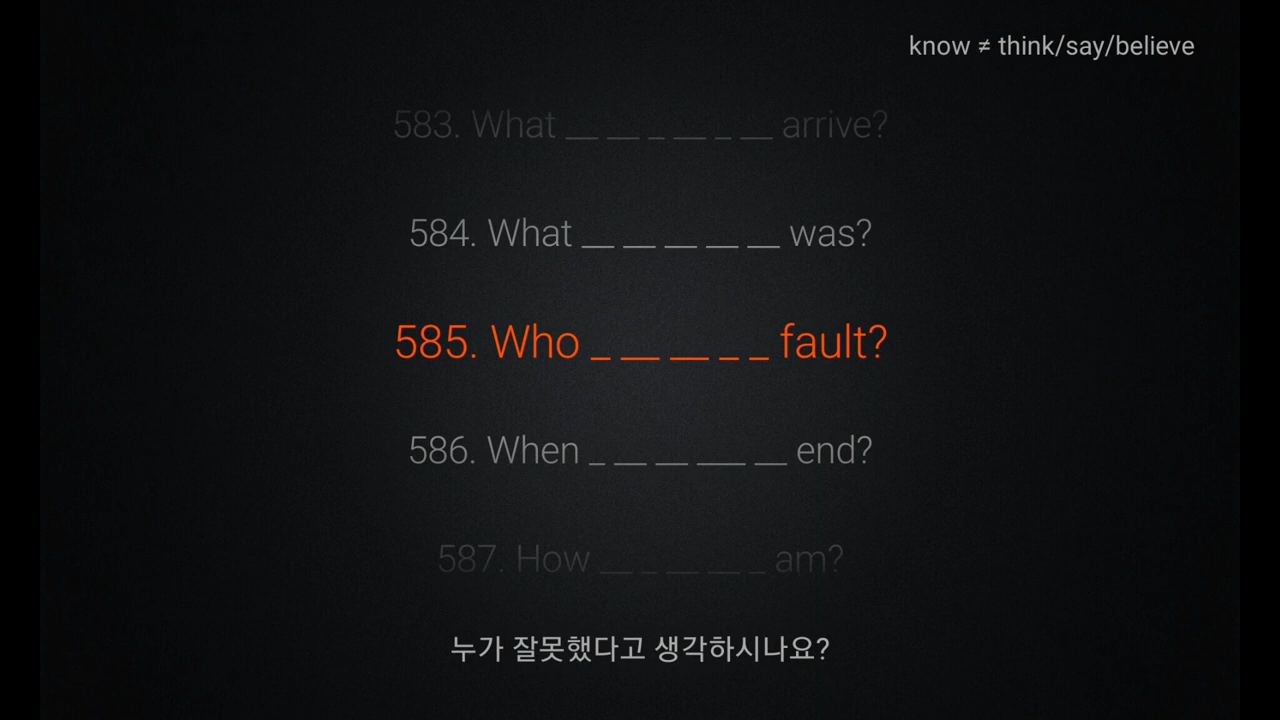 know ≠ think/say/believe
583. What __ __ _ __ _ __ arrive?
584. What __ __ __ __ __ was?
585. Who _ __ __ _ _ fault?
586. When _ __ __ ___ __ end?
587. How __ _ __ __ _ am?
누가 잘못했다고 생각하시나요?